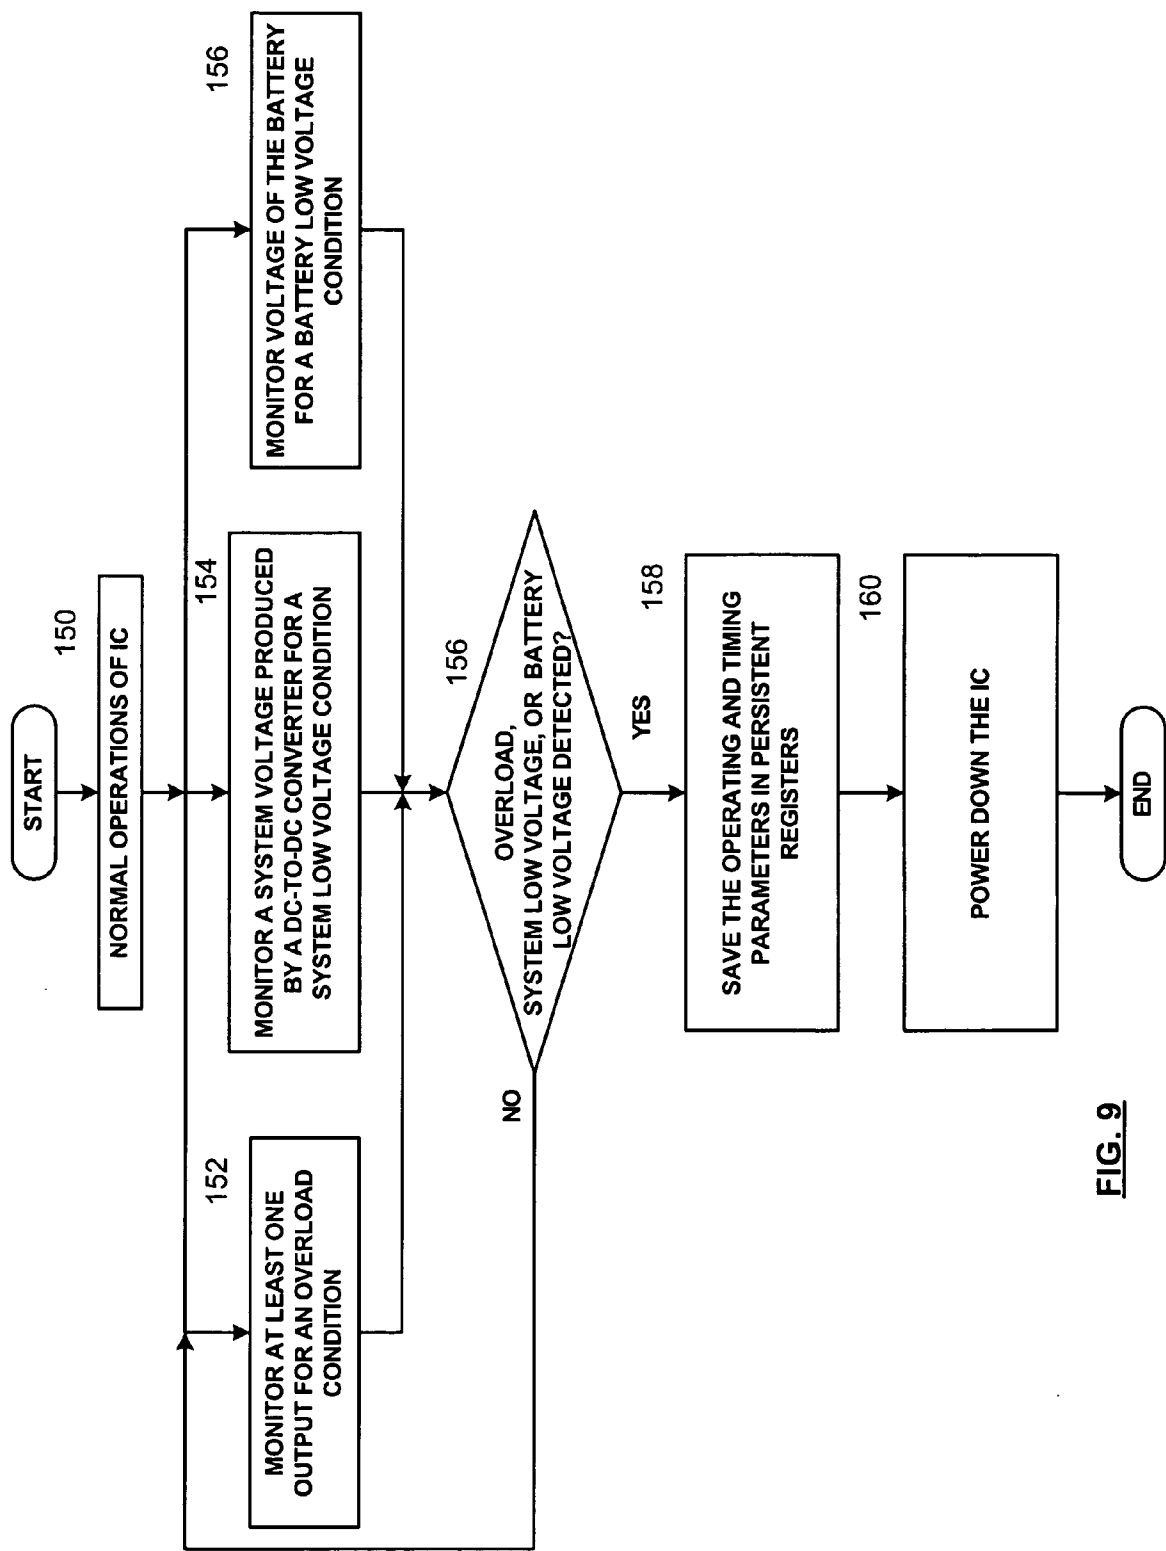 START
150
NORMAL OPERATIONS OF IC
152
MONITOR AT LEAST ONE
OUTPUT FOR AN OVERLOAD
CONDITION
154
MONITOR A SYSTEM VOLTAGE PRODUCED
BY A DC-TO-DC CONVERTER FOR A
SYSTEM LOW VOLTAGE CONDITION
156
MONITOR VOLTAGE OF THE BATTERY
FOR A BATTERY LOW VOLTAGE
CONDITION
156
OVERLOAD,
SYSTEM LOW VOLTAGE, OR BATTERY
LOW VOLTAGE DETECTED?
NO
YES
158
SAVE THE OPERATING AND TIMING
PARAMETERS IN PERSISTENT
REGISTERS
160
POWER DOWN THE IC
END
FIG. 9